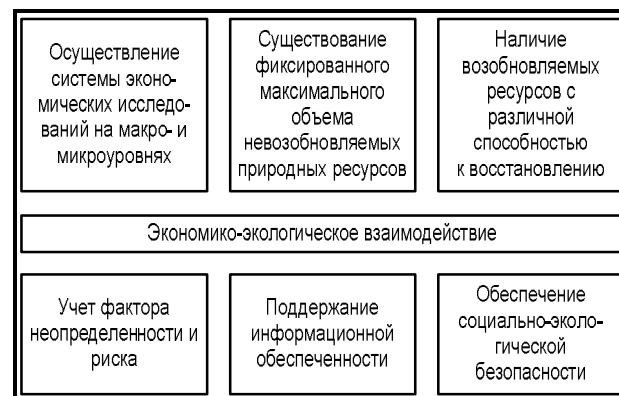 Осуществление
системы эконо-
мических исследо-
ваний на макро- и
микроуровнях
Существование
фиксированного
максимального
объема
невозобновляемых
природных ресурсов
Наличие
возобновляемых
ресурсов с
различной
способностью
к восстановлению
Экономико-экологическое взаимодействие
Учет фактора
неопределенности и
риска
Поддержание
информационной
обеспеченности
Обеспечение
социально-эколо-
гической
безопасности